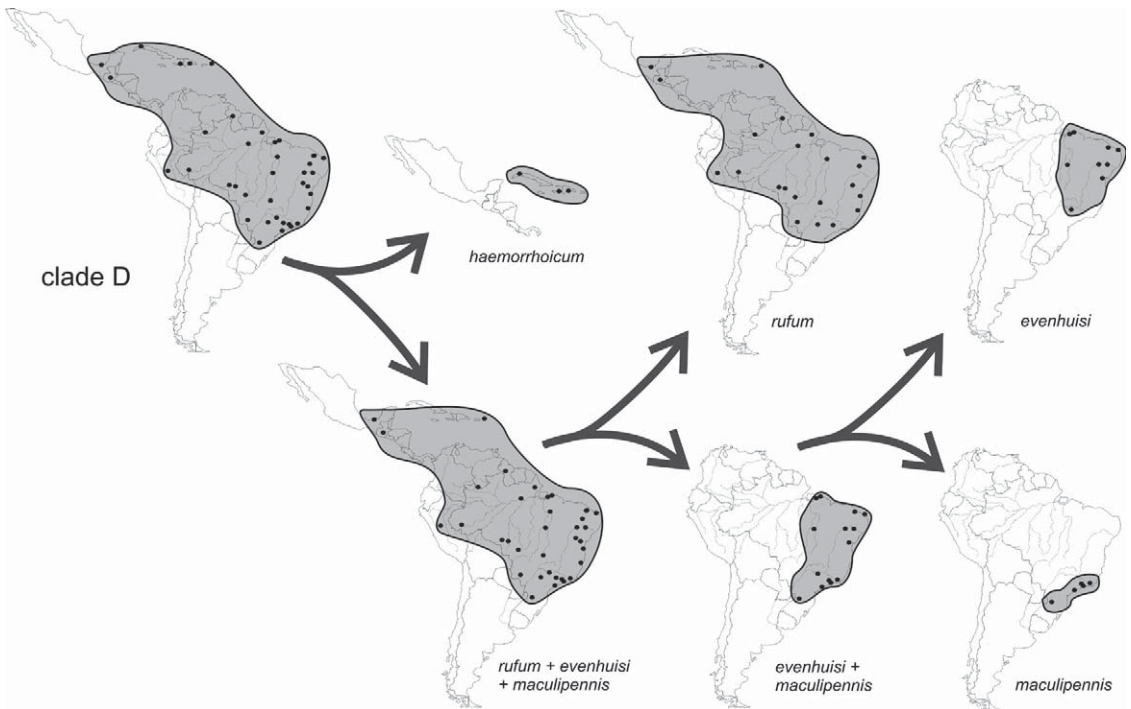 clade D
haemorrhoicum
rufum
evenhuisi
rufum + evenhuisi
+ maculipennis
evenhuisi +
maculipennis
maculipennis